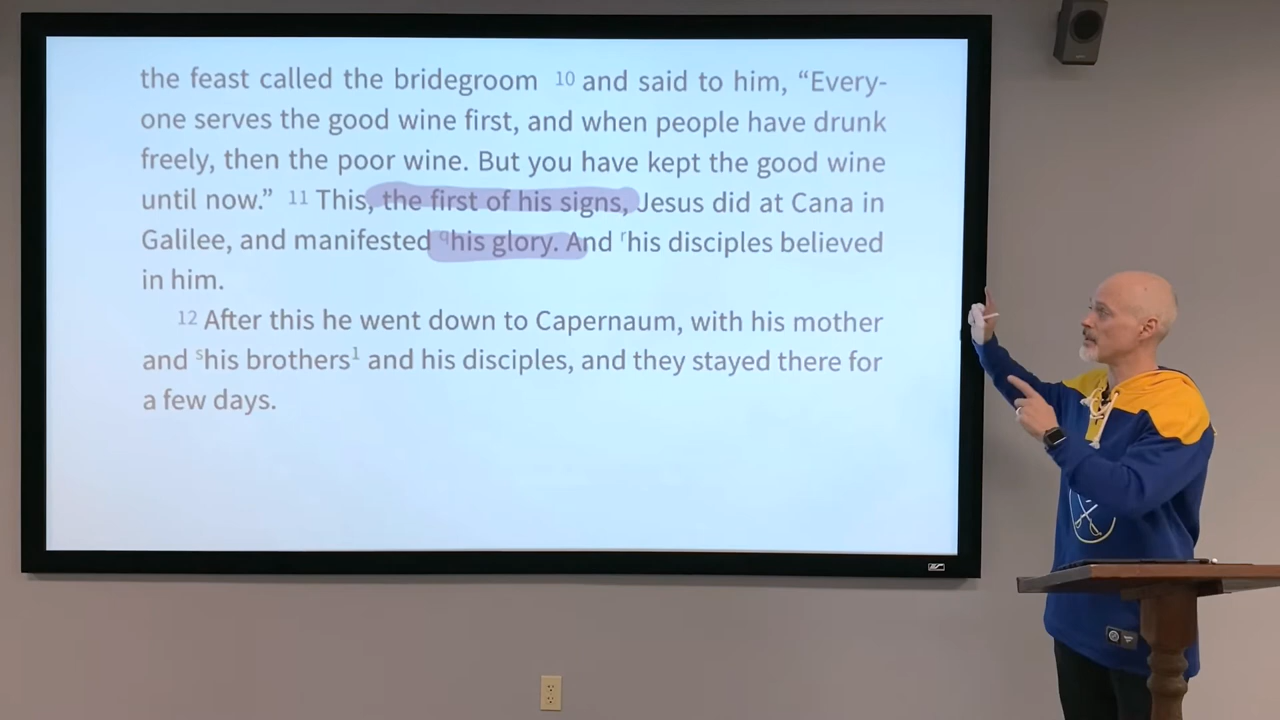 the feast called the bridegroom 10 and said to him, “Every-
one serves the good wine first, and when people have drunk
freely, then the poor wine. But you have kept the good wine
until now.” 11 This, the first of his signs, Jesus did at Cana in
Galilee, and manifested qhis glory. And rhis disciples believed
in him.
12 After this he went down to Capernaum, with his mother
and shis brothers1 and his disciples, and they stayed there for
a few days.